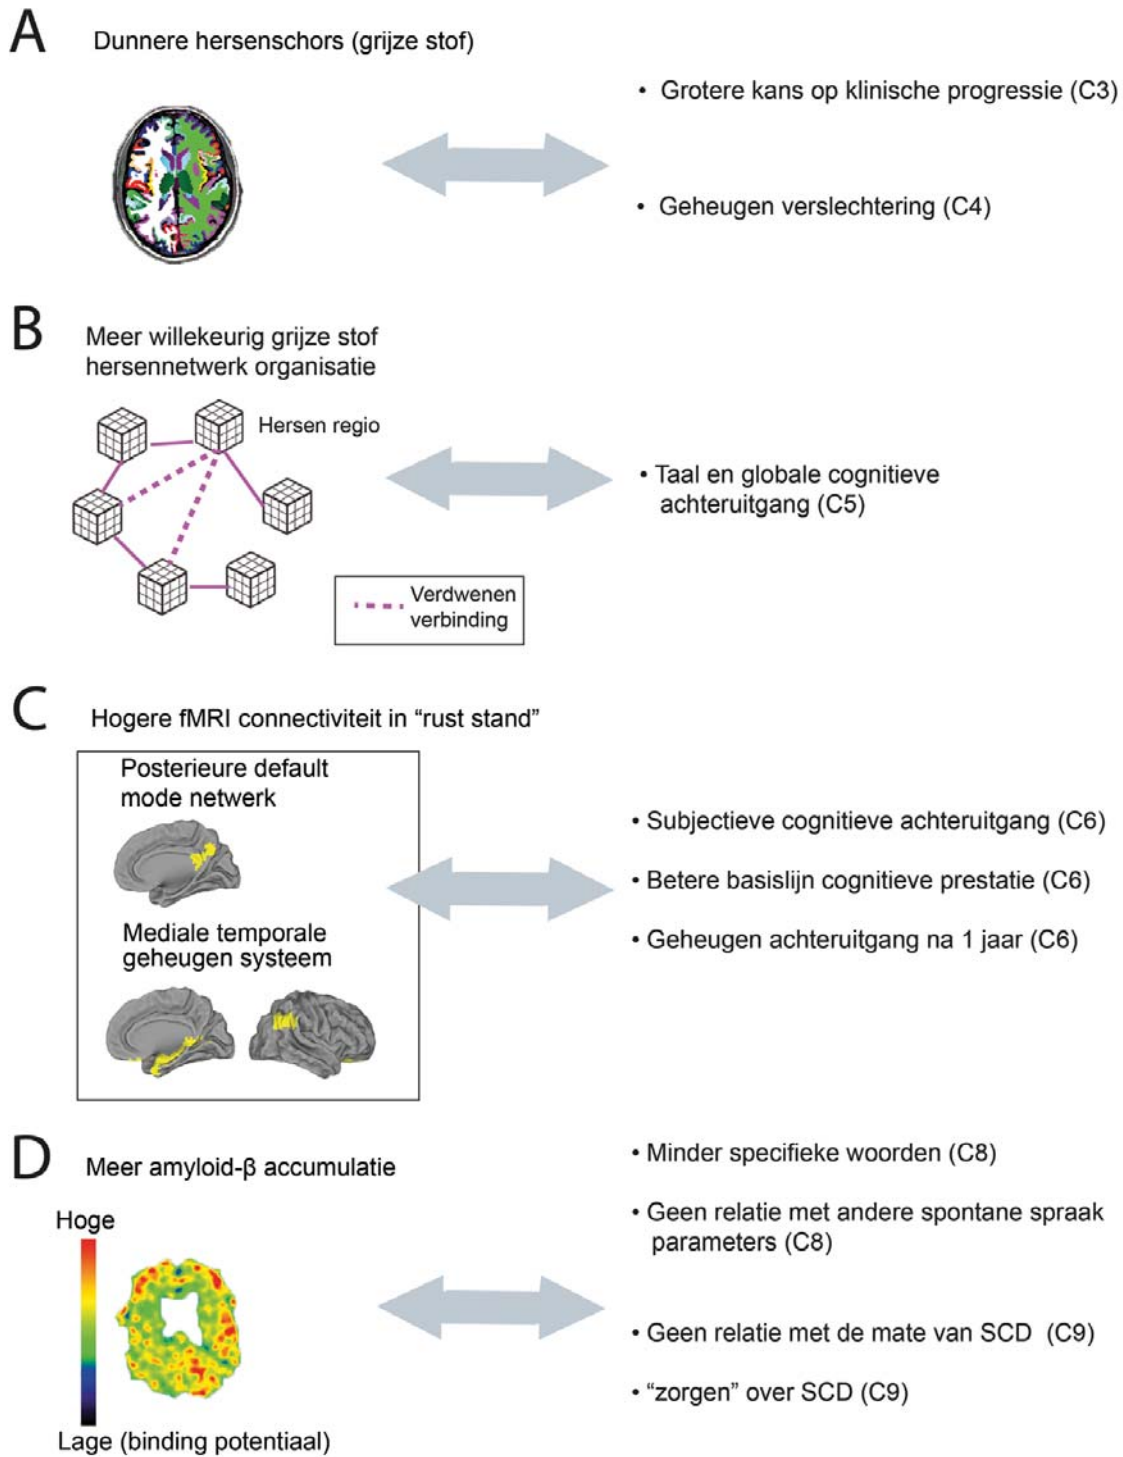 A
Dunnere hersenschors (grijze stof)
• Grotere kans op klinische progressie (C3)
• Geheugen verslechtering (C4)
B
Meer willekeurig grijze stof
hersennetwerk organisatie
Hersen regio
• Taal en globale cognitieve
achteruitgang (C5)
Verdwenen
verbinding
C
Hogere fMRI connectiviteit in “rust stand”
Posterieure default
mode netwerk
Mediale temporale
geheugen systeem
• Subjectieve cognitieve achteruitgang (C6)
• Betere basislijn cognitieve prestatie (C6)
• Geheugen achteruitgang na 1 jaar (C6)
D
Meer amyloid-β accumulatie
Hoge
Lage (binding potentiaal)
• Minder specifieke woorden (C8)
• Geen relatie met andere spontane spraak
parameters (C8)
• Geen relatie met de mate van SCD (C9)
• “zorgen” over SCD (C9)